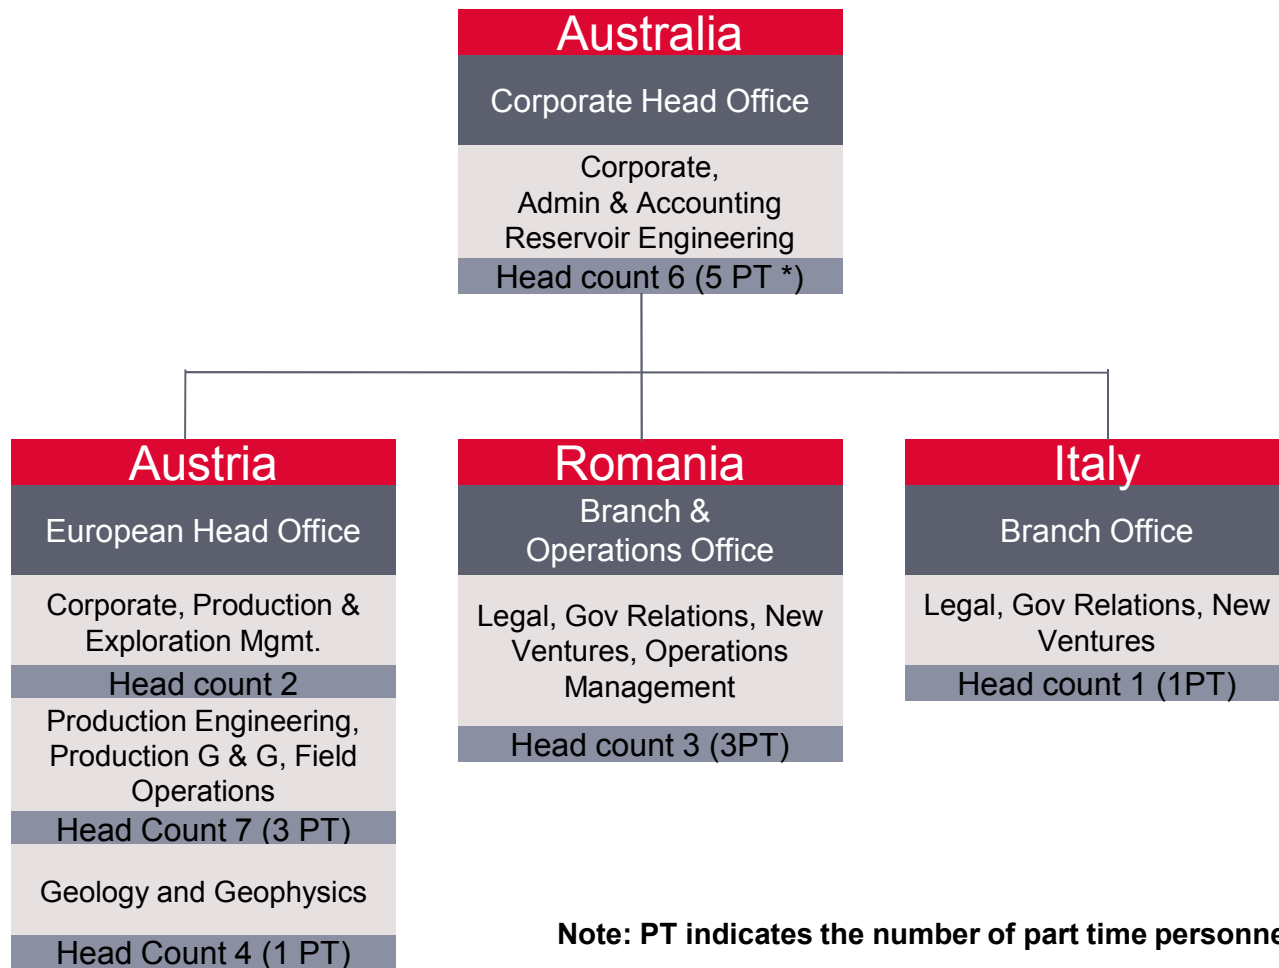 Australia
Corporate Head Office
Corporate,
Admin & Accounting
Reservoir Engineering
Head count 6 (5 PT *)
Austria
European Head Office
Corporate, Production &
Exploration Mgmt.
Head count 2
Production Engineering,
Production G & G, Field
Operations
Head Count 7 (3 PT)
Geology and Geophysics
Head Count 4 (1 PT)
Romania
Branch &
Operations Office
Legal, Gov Relations, New
Ventures, Operations
Management
Head count 3 (3PT)
Italy
Branch Office
Legal, Gov Relations, New
Ventures
Head count 1 (1PT)
Note: PT indicates the number of part time personne